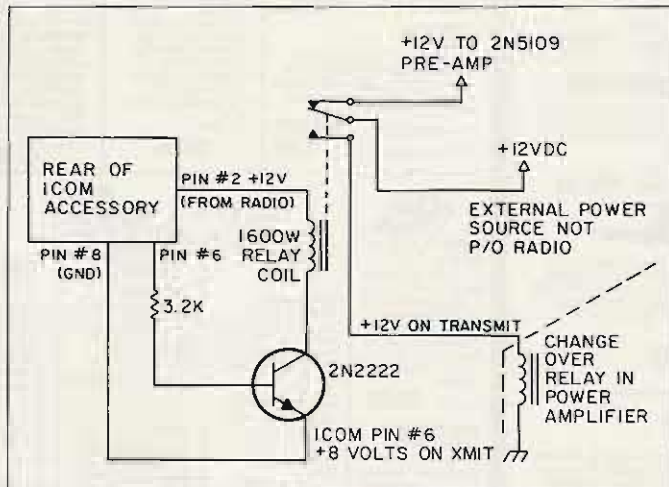 +12V TO 2N5109
PRE-AMP
+12VDC
REAR OF
ICOM
ACCESSORY
PIN #2 +12V
(FROM RADIO)
EXTERNAL POWER
SOURCE NOT
P/O RADIO
PIN #8
(GND)
PIN #6
1600W
RELAY
COIL
3.2K
+12V ON TRANSMIT
CHANGE
OVER
RELAY IN
POWER
AMPLIFIER
2N2222
ICOM PIN #6
+8 VOLTS ON XMIT